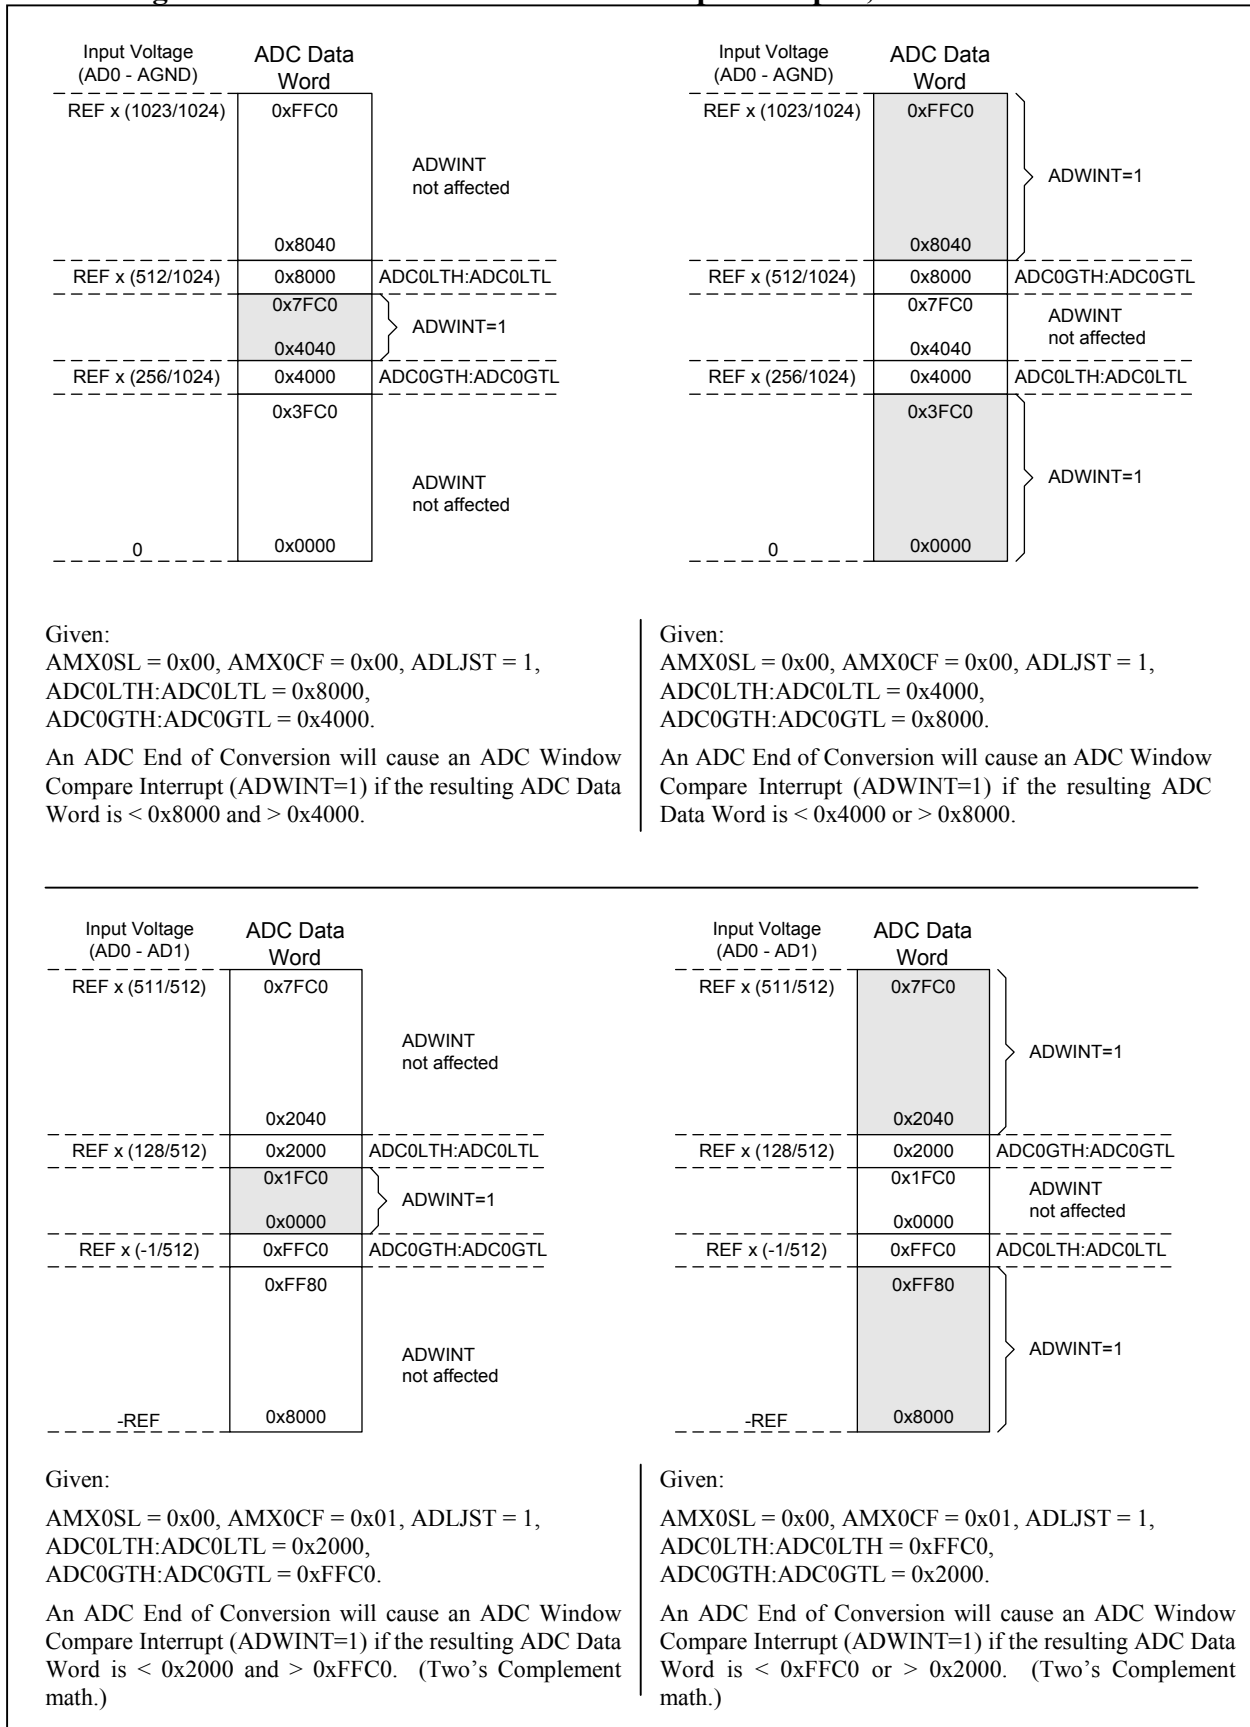 Input Voltage
(AD0 - AGND)
ADC Data
Word
REF x (1023/1024)
0xFFC0
ADWINT
not affected
0x8040
REF x (512/1024)
0x8000
ADC0LTH:ADC0LTL
0x7FC0
ADWINT=1
0x4040
REF x (256/1024)
0x4000
ADC0GTH:ADC0GTL
0x3FC0
ADWINT
not affected
0
0x0000
Given:
AMX0SL = 0x00, AMX0CF = 0x00, ADLJST = 1,
ADC0LTH:ADC0LTL = 0x8000,
ADC0GTH:ADC0GTL = 0x4000.
An ADC End of Conversion will cause an ADC Window
Compare Interrupt (ADWINT=1) if the resulting ADC Data
Word is < 0x8000 and > 0x4000.
Input Voltage
(AD0 - AGND)
ADC Data
Word
REF x (1023/1024)
0xFFC0
ADWINT=1
0x8040
REF x (512/1024)
0x8000
ADC0GTH:ADC0GTL
0x7FC0
ADWINT
not affected
0x4040
REF x (256/1024)
0x4000
ADC0LTH:ADC0LTL
0x3FC0
ADWINT=1
0
0x0000
Given:
AMX0SL = 0x00, AMX0CF = 0x00, ADLJST = 1,
ADC0LTH:ADC0LTL = 0x4000,
ADC0GTH:ADC0GTL = 0x8000.
An ADC End of Conversion will cause an ADC Window
Compare Interrupt (ADWINT=1) if the resulting ADC
Data Word is < 0x4000 or > 0x8000.
Input Voltage
(AD0 - AD1)
ADC Data
Word
REF x (511/512)
0x7FC0
ADWINT
not affected
0x2040
REF x (128/512)
0x2000
ADC0LTH:ADC0LTL
0x1FC0
ADWINT=1
0x0000
REF x (-1/512)
0xFFC0
ADC0GTH:ADC0GTL
0xFF80
ADWINT
not affected
-REF
0x8000
Given:
AMX0SL = 0x00, AMX0CF = 0x01, ADLJST = 1,
ADC0LTH:ADC0LTL = 0x2000,
ADC0GTH:ADC0GTL = 0xFFC0.
An ADC End of Conversion will cause an ADC Window
Compare Interrupt (ADWINT=1) if the resulting ADC Data
Word is < 0x2000 and > 0xFFC0. (Two's Complement
math.)
Input Voltage
(AD0 - AD1)
ADC Data
Word
REF x (511/512)
0x7FC0
ADWINT=1
0x2040
REF x (128/512)
0x2000
ADC0GTH:ADC0GTL
0x1FC0
ADWINT
not affected
0x0000
REF x (-1/512)
0xFFC0
ADC0LTH:ADC0LTL
0xFF80
ADWINT=1
-REF
0x8000
Given:
AMX0SL = 0x00, AMX0CF = 0x01, ADLJST = 1,
ADC0LTH:ADC0LTH = 0xFFC0,
ADC0GTH:ADC0GTL = 0x2000.
An ADC End of Conversion will cause an ADC Window
Compare Interrupt (ADWINT=1) if the resulting ADC Data
Word is < 0xFFC0 or > 0x2000. (Two's Complement
math.)